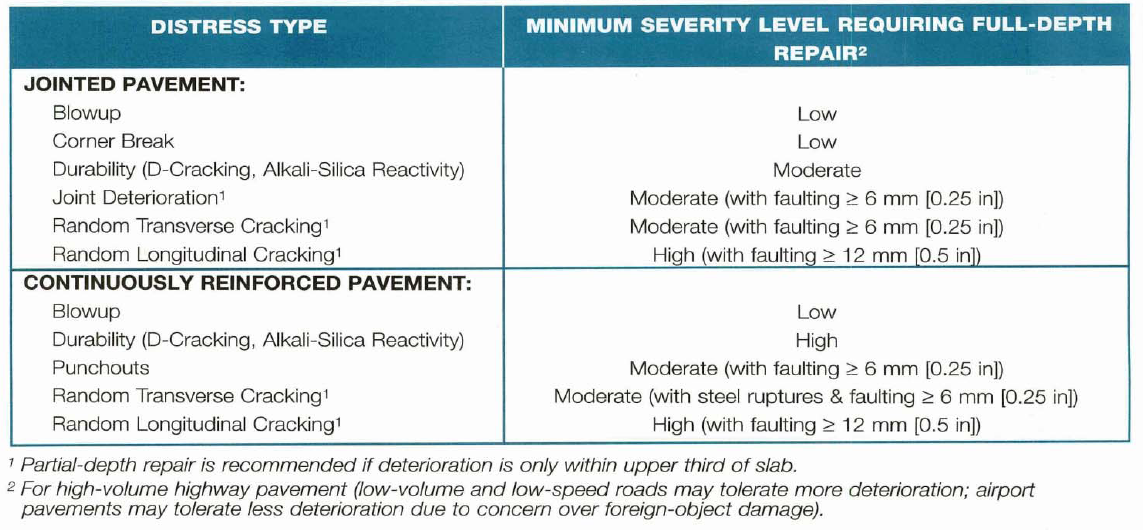 DISTRESS TYPE
MINIMUM SEVERITY LEVEL REQUIRING FULL-DEPTH
REPAIR²
JOINTED PAVEMENT:
Blowup Low
Corner Break Low
Durability (D-Cracking, Alkali-Silica Reactivity) Moderate
Joint Deterioration¹ Moderate (with faulting ≥ 6 mm [0.25 in])
Random Transverse Cracking¹ Moderate (with faulting ≥ 6 mm [0.25 in])
Random Longitudinal Cracking¹ High (with faulting ≥ 12 mm [0.5 in])
CONTINUOUSLY REINFORCED PAVEMENT:
Blowup Low
Durability (D-Cracking, Alkali-Silica Reactivity) High
Punchouts Moderate (with faulting ≥ 6 mm [0.25 in])
Random Transverse Cracking¹ Moderate (with steel ruptures & faulting ≥ 6 mm [0.25 in])
Random Longitudinal Cracking¹ High (with faulting ≥ 12 mm [0.5 in])
¹ Partial-depth repair is recommended if deterioration is only within upper third of slab.
² For high-volume highway pavement (low-volume and low-speed roads may tolerate more deterioration; airport
pavements may tolerate less deterioration due to concern over foreign-object damage).